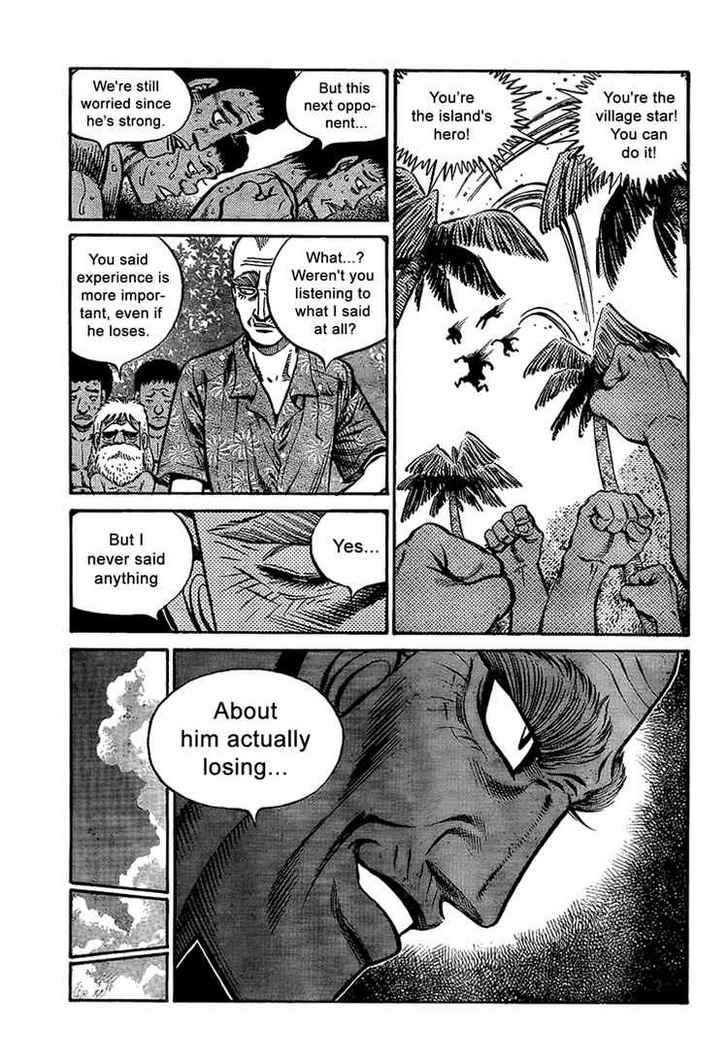 You're the
village star!
You can
do it!
You're
the island's
hero!
But this
next oppo-
nent...
We're still
worried since
he's strong.
What...?
Weren't you
listening to
what I said
at all?
You said
experience is
more impor-
tant, even if
he loses.
Yes...
But I
never said
anything
About
him actually
losing...